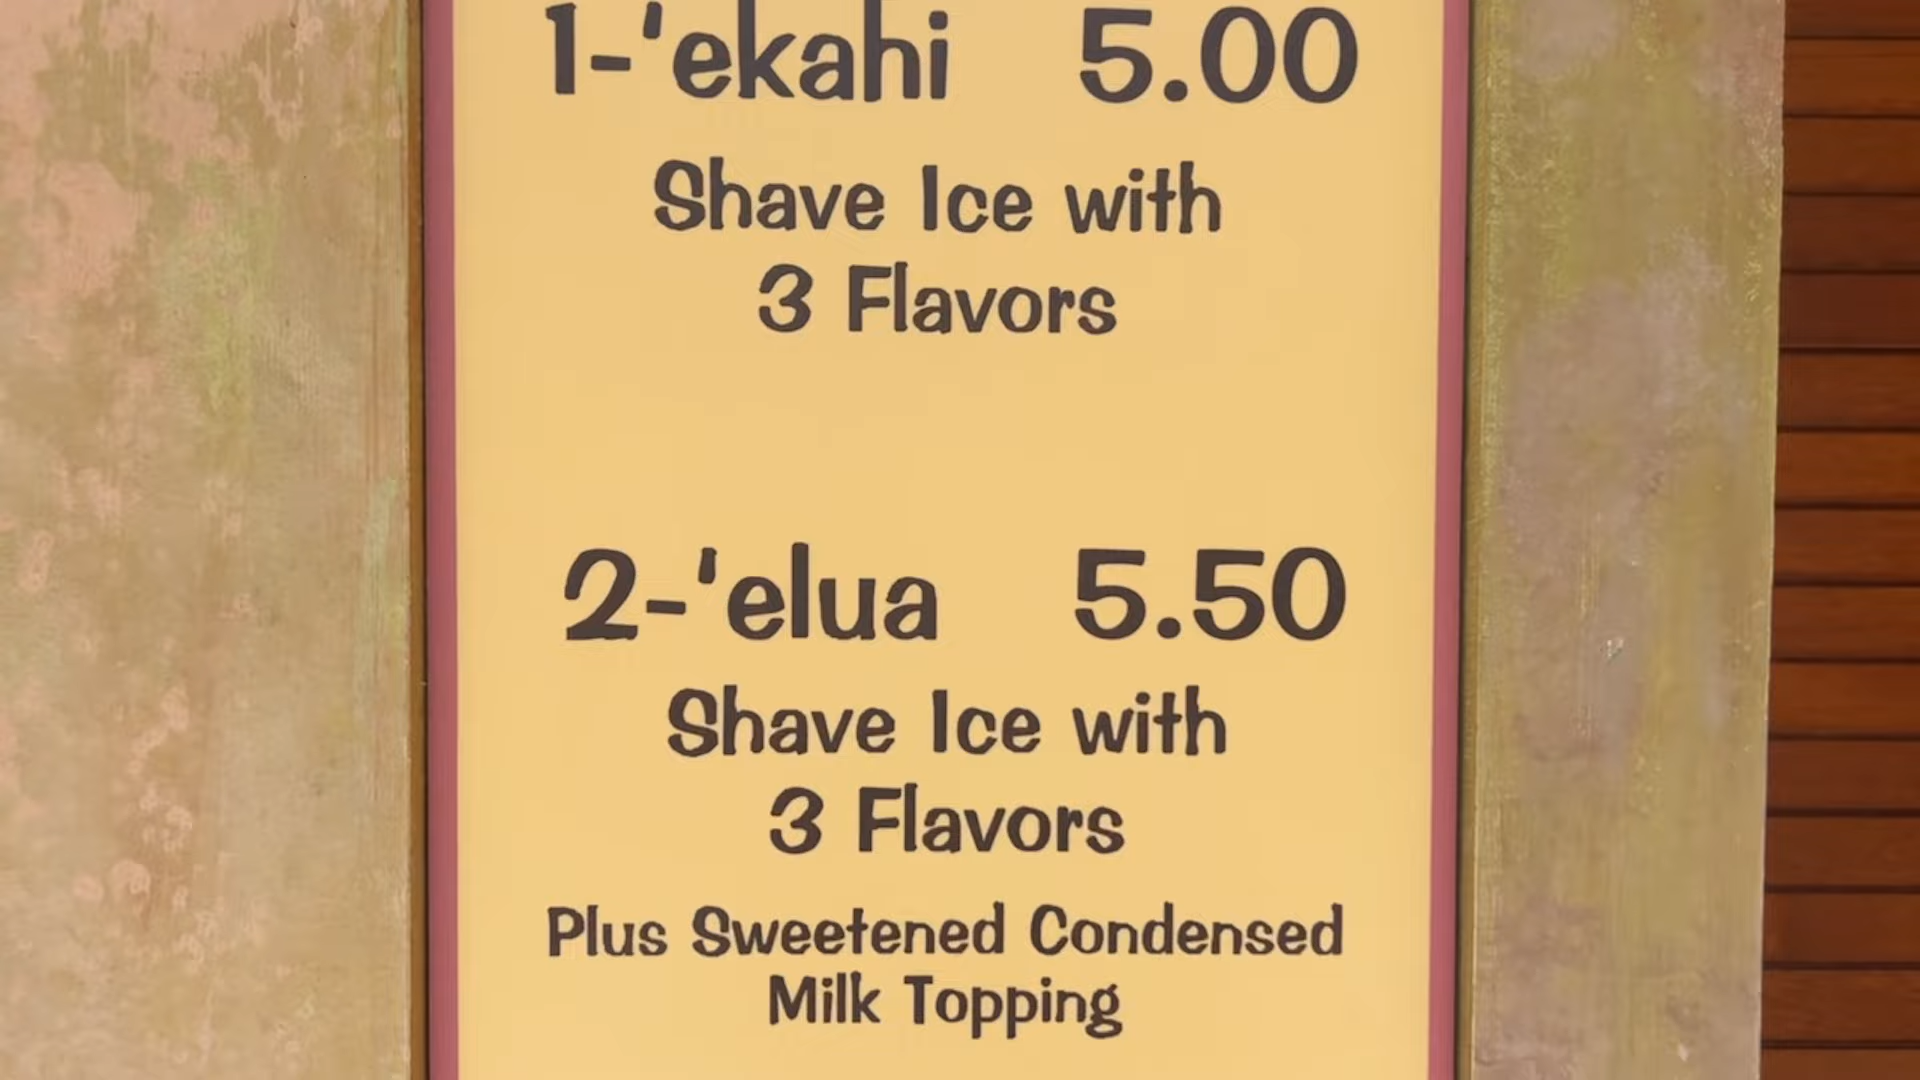 1-'ekahi 5.00
Shave Ice with
3 Flavors
2-'elua 5.50
Shave Ice with
3 Flavors
Plus Sweetened Condensed
Milk Topping